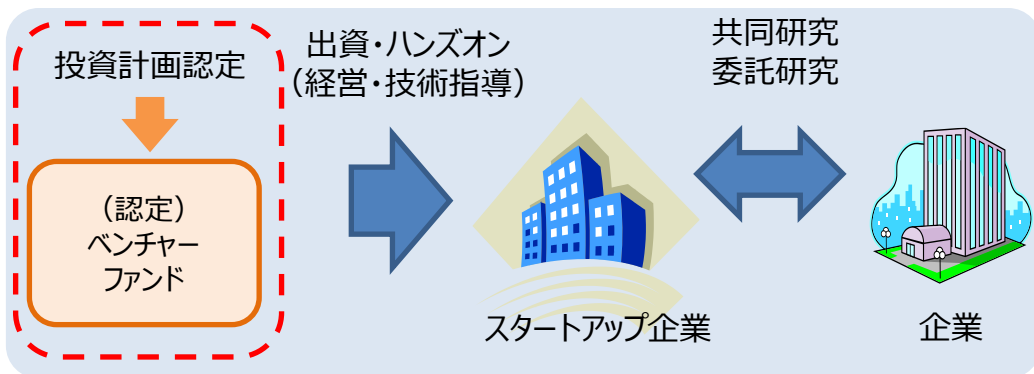 投資計画認定
（認定）
ベンチャー
ファンド
出資・ハンズオン
（経営・技術指導）
スタートアップ企業
共同研究
委託研究
企業